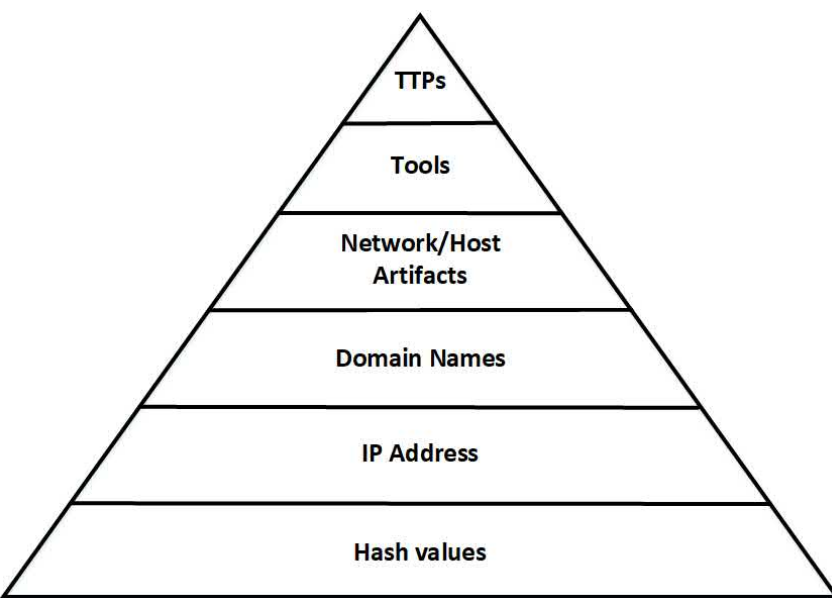 TTPs
Tools
Network/Host
Artifacts
Domain Names
IP Address
Hash values